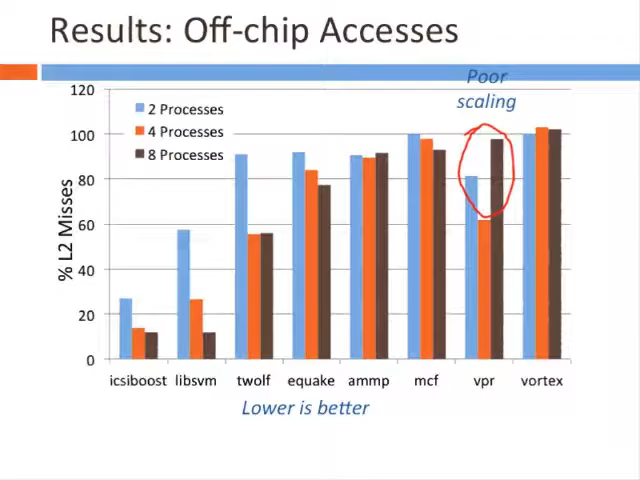 Results: Off-chip Accesses
Poor
scaling
120
100
80
60
40
20
0
% L2 Misses
2 Processes
4 Processes
8 Processes
icsiboost libsvm twolf equake ammp mcf vpr vortex
Lower is better